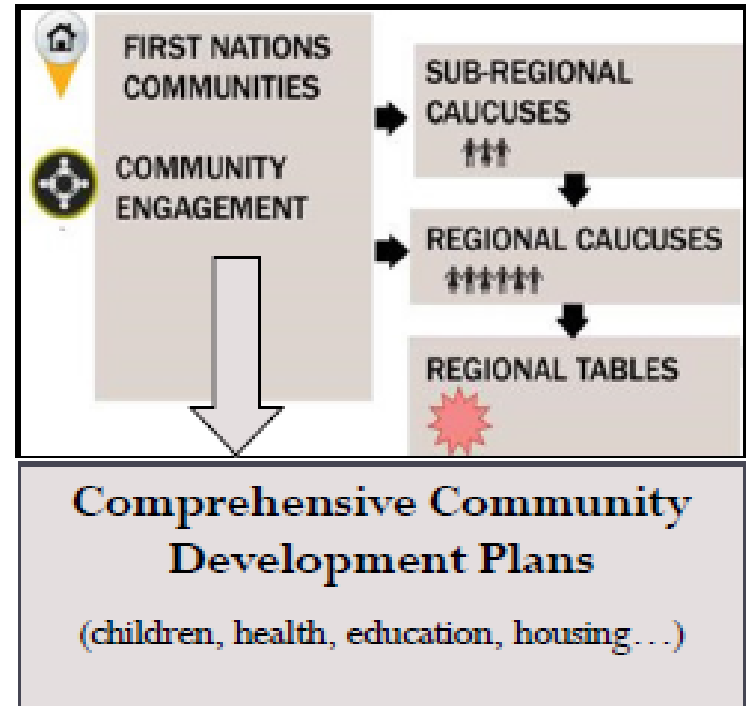 FIRST NATIONS
COMMUNITIES
COMMUNITY
ENGAGEMENT
SUB-REGIONAL
CAUCUSES
REGIONAL CAUCUSES
REGIONAL TABLES
Comprehensive Community
Development Plans
(children, health, education, housing…)